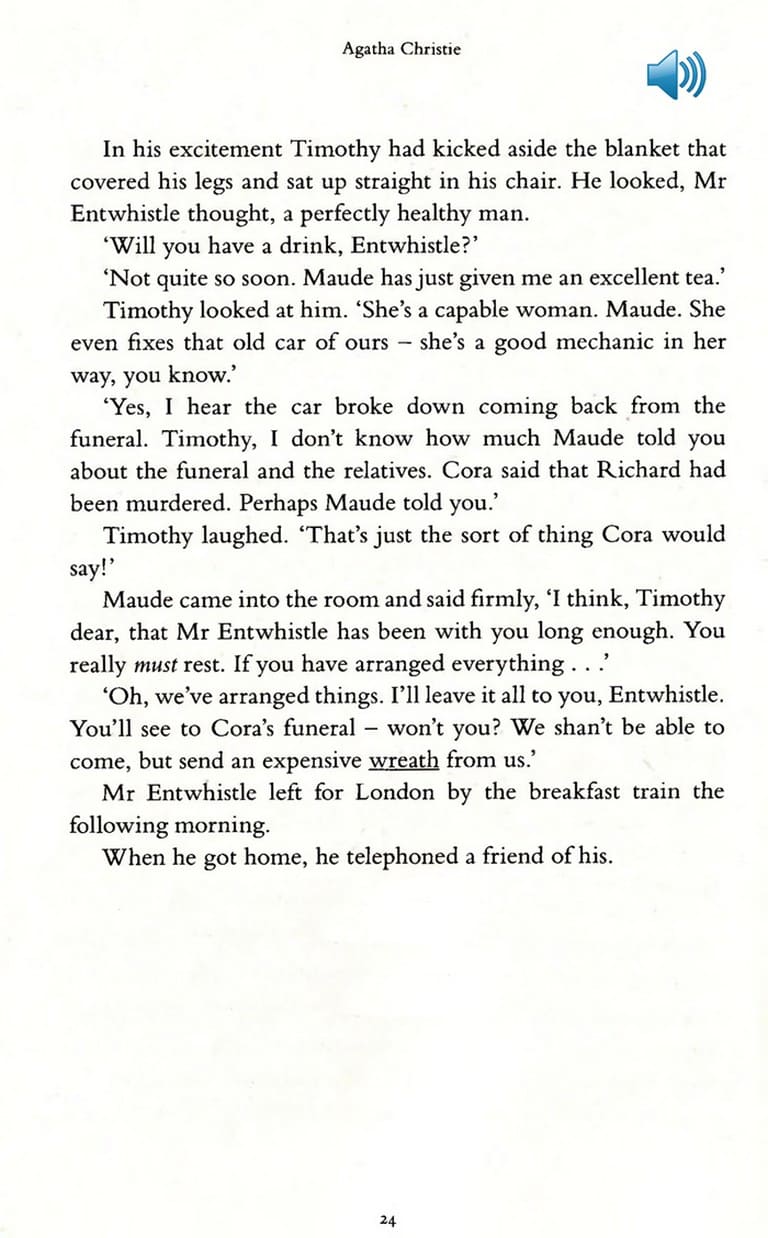 Agatha Christie
In his excitement Timothy had kicked aside the blanket that
covered his legs and sat up straight in his chair. He looked, Mr
Entwhistle thought, a perfectly healthy man.
‘Will you have a drink, Entwhistle?’
‘Not quite so soon. Maude has just given me an excellent tea.’
Timothy looked at him. ‘She’s a capable woman. Maude. She
even fixes that old car of ours – she’s a good mechanic in her
way, you know.’
‘Yes, I hear the car broke down coming back from the
funeral. Timothy, I don’t know how much Maude told you
about the funeral and the relatives. Cora said that Richard had
been murdered. Perhaps Maude told you.’
Timothy laughed. ‘That’s just the sort of thing Cora would
say!’
Maude came into the room and said firmly, ‘I think, Timothy
dear, that Mr Entwhistle has been with you long enough. You
really must rest. If you have arranged everything . . .’
‘Oh, we’ve arranged things. I’ll leave it all to you, Entwhistle.
You’ll see to Cora’s funeral – won’t you? We shan’t be able to
come, but send an expensive wreath from us.’
Mr Entwhistle left for London by the breakfast train the
following morning.
When he got home, he telephoned a friend of his.
24